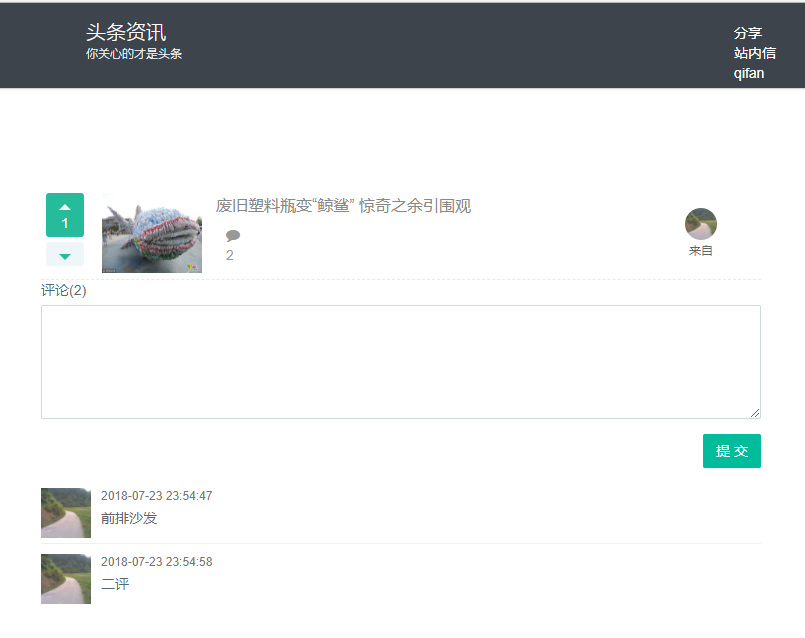 头条资讯
你关心的才是头条
分享
站内信
qifan
1
废旧塑料瓶变“鲸鲨” 惊奇之余引围观
2
来自
评论(2)
提 交
2018-07-23 23:54:47
前排沙发
2018-07-23 23:54:58
二评